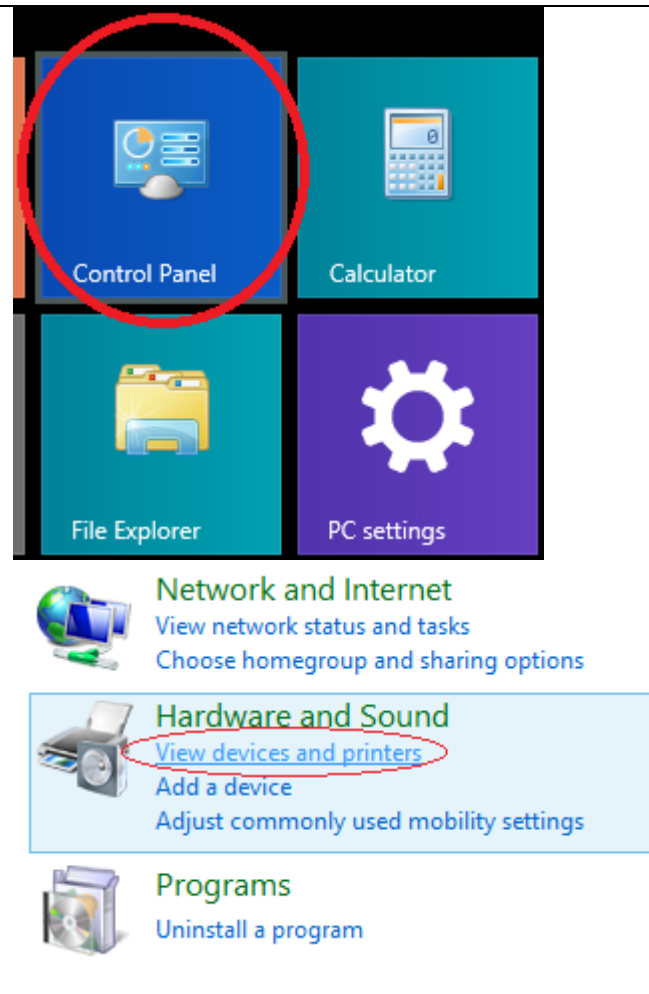 0
Control Panel
Calculator
File Explorer
PC settings
Network and Internet
View network status and tasks
Choose homegroup and sharing options
Hardware and Sound
View devices and printers
Add a device
Adjust commonly used mobility settings
Programs
Uninstall a program